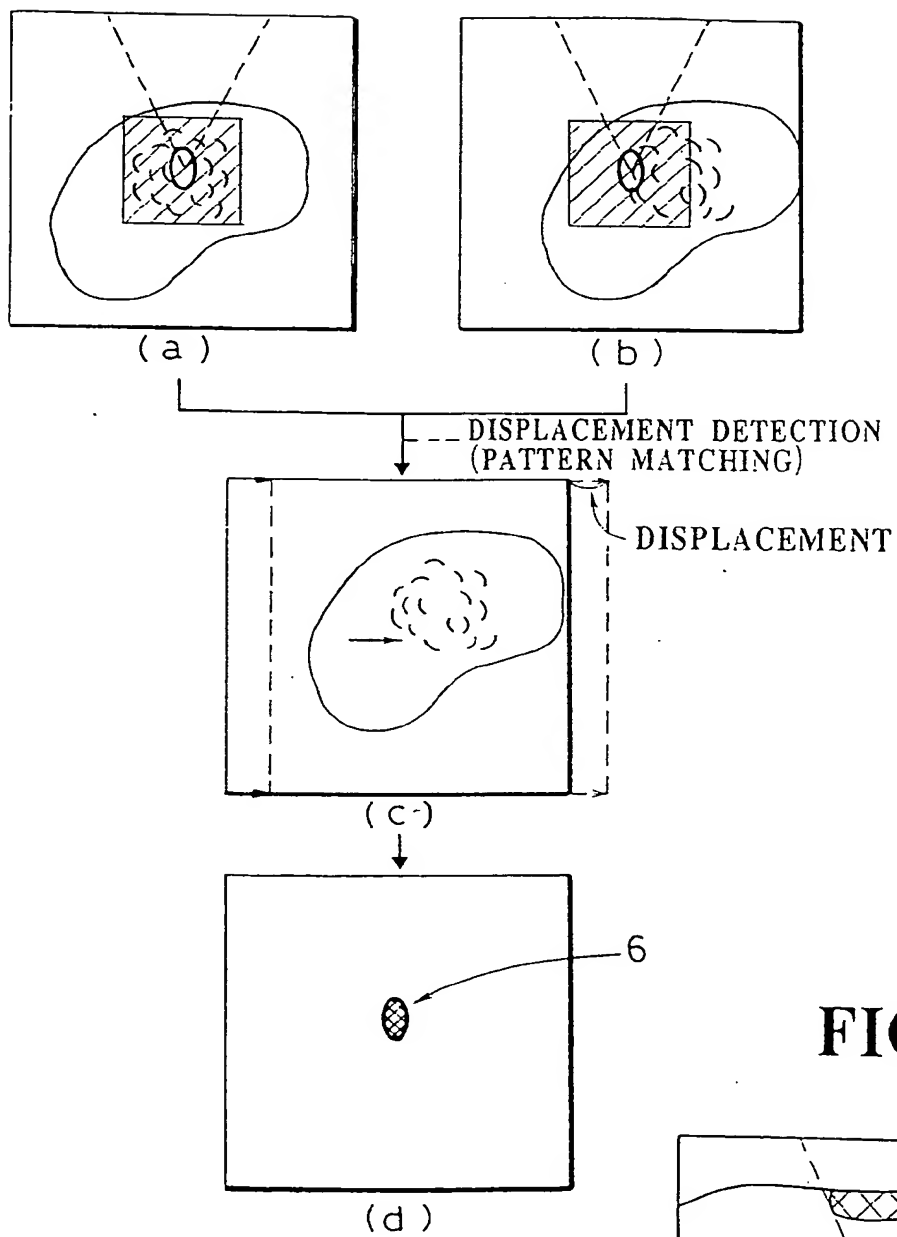 (a)
(b)
DISPLACEMENT DETECTION
(PATTERN MATCHING)
DISPLACEMENT
(c)
6
(d)